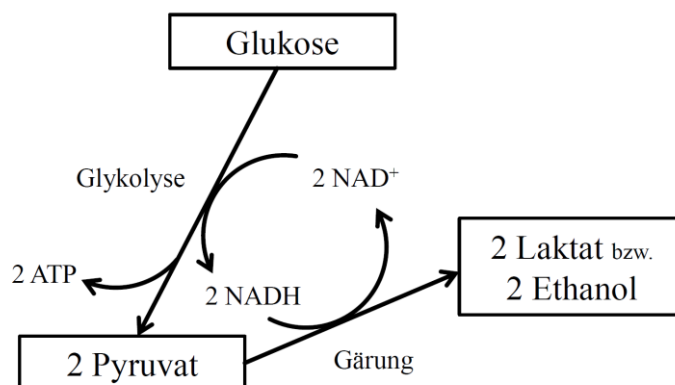 Glukose
Glykolyse
2 NAD⁺
2 ATP
2 NADH
2 Laktat bzw.
2 Ethanol
2 Pyruvat
Gärung